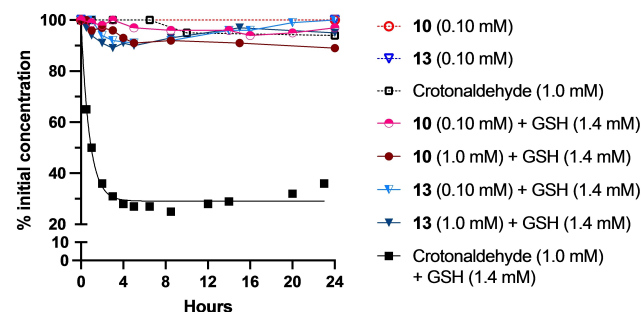 % initial concentration
100
80
60
40
20
10
0
0 4 8 12 16 20 24
Hours
10 (0.10 mM)
13 (0.10 mM)
Crotonaldehyde (1.0 mM)
10 (0.10 mM) + GSH (1.4 mM)
10 (1.0 mM) + GSH (1.4 mM)
13 (0.10 mM) + GSH (1.4 mM)
13 (1.0 mM) + GSH (1.4 mM)
Crotonaldehyde (1.0 mM)
+ GSH (1.4 mM)